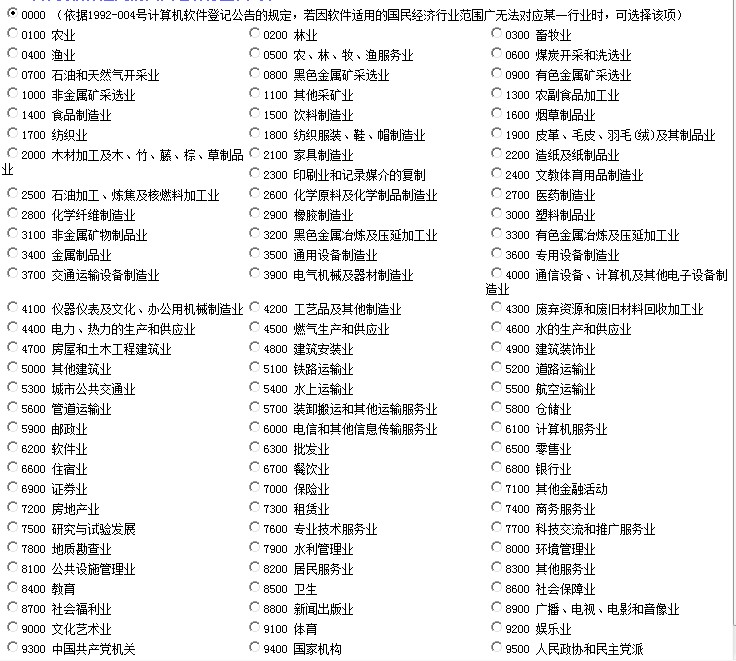 0000 （依据1992-004号计算机软件登记公告的规定，若因软件适用的国民经济行业范围广无法对应某一行业时，可选择该项）
0100 农业 0200 林业 0300 畜牧业
0400 渔业 0500 农、林、牧、渔服务业 0600 煤炭开采和洗选业
0700 石油和天然气开采业 0800 黑色金属矿采选业 0900 有色金属矿采选业
1000 非金属矿采选业 1100 其他采矿业 1300 农副食品加工业
1400 食品制造业 1500 饮料制造业 1600 烟草制品业
1700 纺织业 1800 纺织服装、鞋、帽制造业 1900 皮革、毛皮、羽毛(绒)及其制品业
2000 木材加工及木、竹、藤、棕、草制品业 2100 家具制造业 2200 造纸及纸制品业
2300 印刷业和记录媒介的复制 2400 文教体育用品制造业
2500 石油加工、炼焦及核燃料加工业 2600 化学原料及化学制品制造业 2700 医药制造业
2800 化学纤维制造业 2900 橡胶制造业 3000 塑料制品业
3100 非金属矿物制品业 3200 黑色金属冶炼及压延加工业 3300 有色金属冶炼及压延加工业
3400 金属制品业 3500 通用设备制造业 3600 专用设备制造业
3700 交通运输设备制造业 3900 电气机械及器材制造业 4000 通信设备、计算机及其他电子设备制造业
4100 仪器仪表及文化、办公用机械制造业 4200 工艺品及其他制造业 4300 废弃资源和废旧材料回收加工业
4400 电力、热力的生产和供应业 4500 燃气生产和供应业 4600 水的生产和供应业
4700 房屋和土木工程建筑业 4800 建筑安装业 4900 建筑装饰业
5000 其他建筑业 5100 铁路运输业 5200 道路运输业
5300 城市公共交通业 5400 水上运输业 5500 航空运输业
5600 管道运输业 5700 装卸搬运和其他运输服务业 5800 仓储业
5900 邮政业 6000 电信和其他信息传输服务业 6100 计算机服务业
6200 软件业 6300 批发业 6500 零售业
6600 住宿业 6700 餐饮业 6800 银行业
6900 证券业 7000 保险业 7100 其他金融活动
7200 房地产业 7300 租赁业 7400 商务服务业
7500 研究与试验发展 7600 专业技术服务业 7700 科技交流和推广服务业
7800 地质勘查业 7900 水利管理业 8000 环境管理业
8100 公共设施管理业 8200 居民服务业 8300 其他服务业
8400 教育 8500 卫生 8600 社会保障业
8700 社会福利业 8800 新闻出版业 8900 广播、电视、电影和音像业
9000 文化艺术业 9100 体育 9200 娱乐业
9300 中国共产党机关 9400 国家机构 9500 人民政协和民主党派